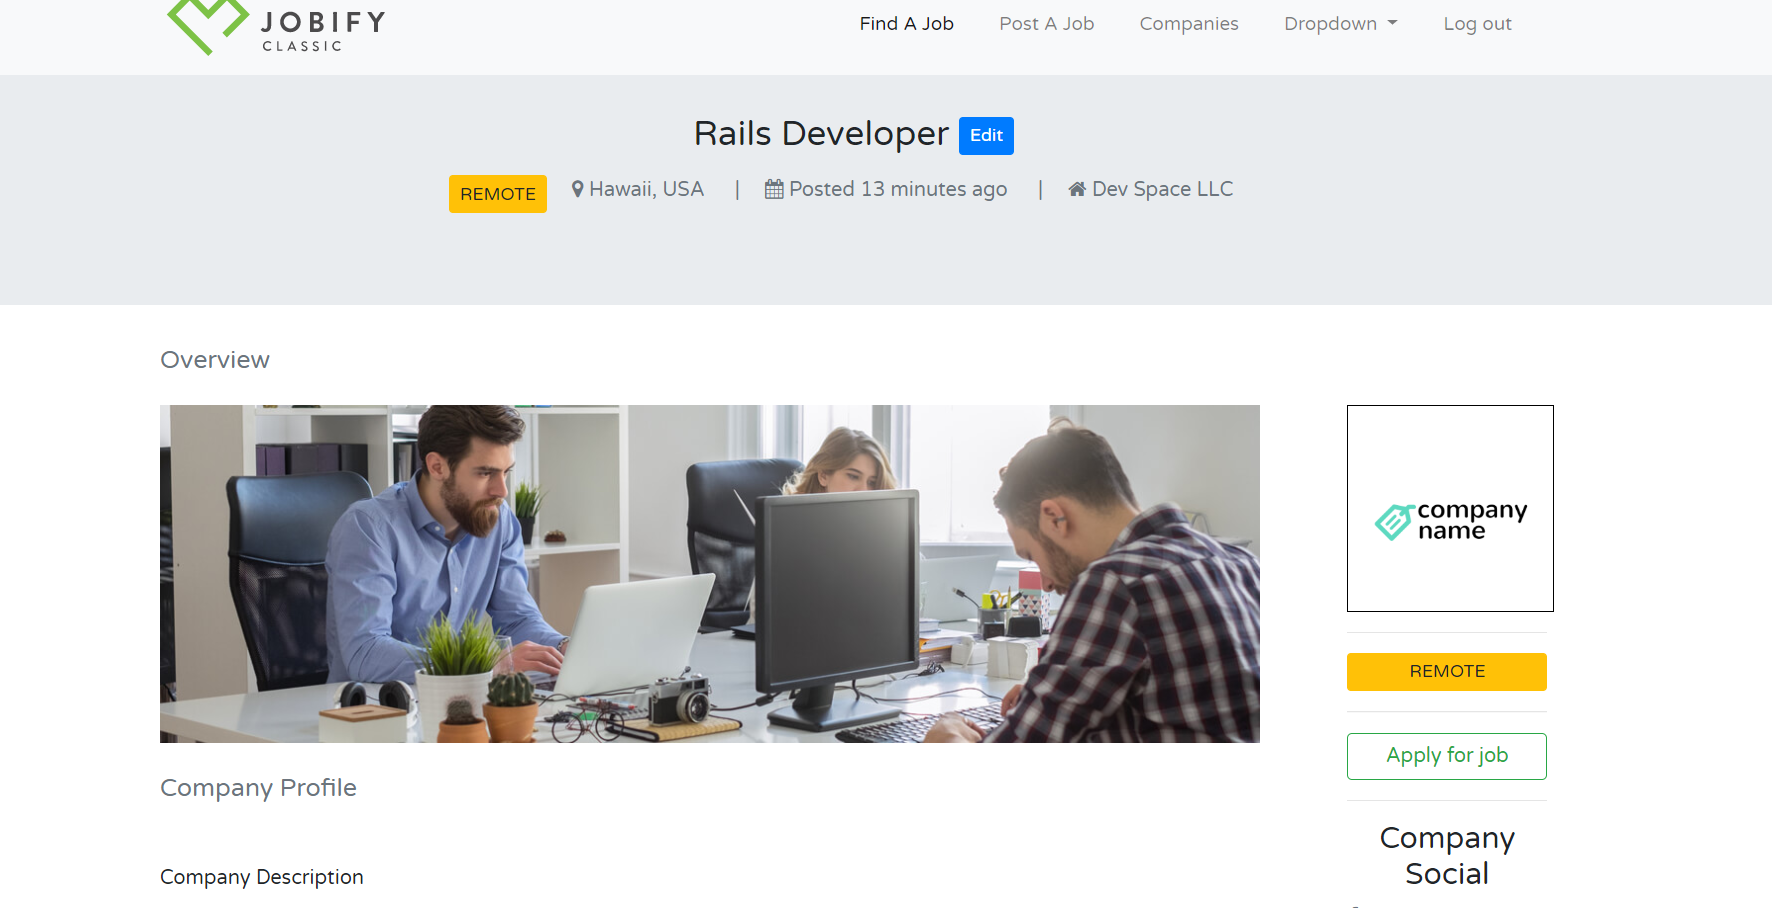 JOBIFY
CLASSIC
Find A Job Post A Job Companies Dropdown Log out
Rails Developer Edit
REMOTE Hawaii, USA | Posted 13 minutes ago | Dev Space LLC
Overview
company
name
REMOTE
Apply for job
Company Profile
Company
Social
Company Description